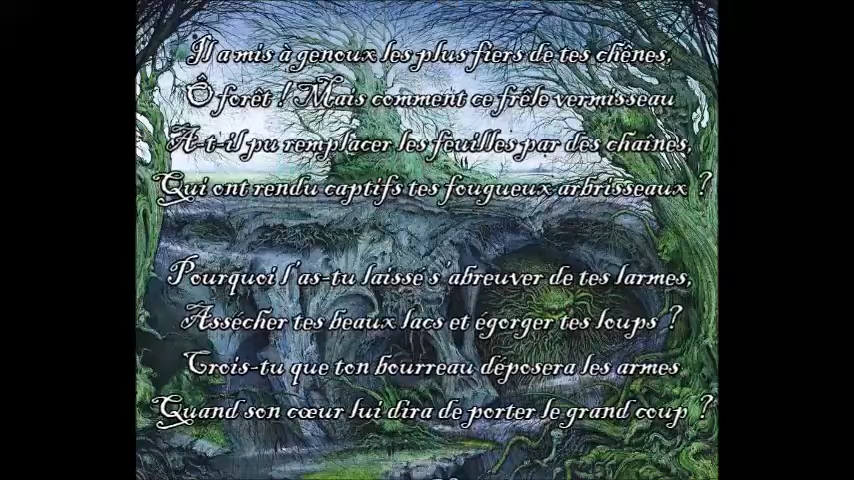 Il a mis à genoux les plus fiers de tes chênes,
Ô forêt ! Mais comment ce frêle vermisseau
A-t-il pu remplacer les feuilles par des chaînes,
Qui ont rendu captifs tes fougueux arbrisseaux ?
Pourquoi l'as-tu laisse s'abreuver de tes larmes,
Assécher tes beaux lacs et égorger tes loups ?
Crois-tu que ton bourreau déposera les armes
Quand son cœur lui dira de porter le grand coup ?